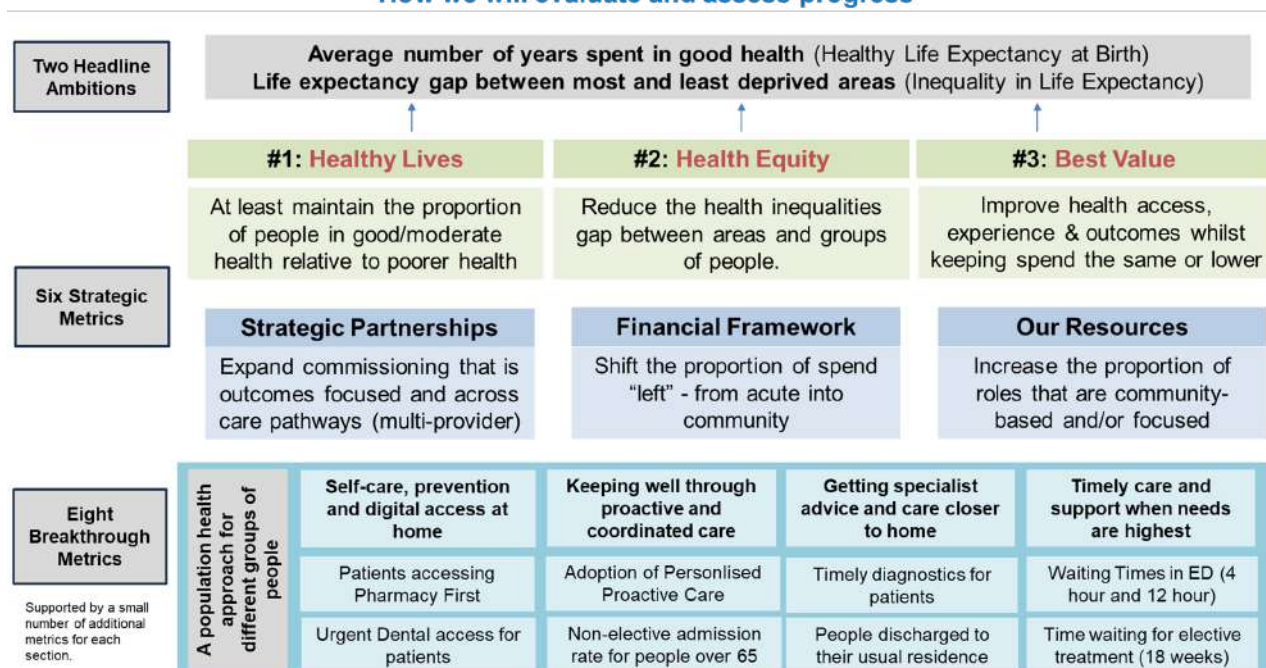 How we will evaluate and assess progress
Two Headline
Ambitions
Average number of years spent in good health (Healthy Life Expectancy at Birth)
Life expectancy gap between most and least deprived areas (Inequality in Life Expectancy)
#1: Healthy Lives
#2: Health Equity
#3: Best Value
At least maintain the proportion
of people in good/moderate
health relative to poorer health
Reduce the health inequalities
gap between areas and groups
of people.
Improve health access,
experience & outcomes whilst
keeping spend the same or lower
Six Strategic
Metrics
Strategic Partnerships
Expand commissioning that is
outcomes focused and across
care pathways (multi-provider)
Financial Framework
Shift the proportion of spend
“left” - from acute into
community
Our Resources
Increase the proportion of
roles that are community-
based and/or focused
Eight
Breakthrough
Metrics
Supported by a small
number of additional
metrics for each
section.
A population health
approach for
different groups of
people
Self-care, prevention
and digital access at
home
Keeping well through
proactive and
coordinated care
Getting specialist
advice and care closer
to home
Timely care and
support when needs
are highest
Patients accessing
Pharmacy First
Adoption of Personlised
Proactive Care
Timely diagnostics for
patients
Waiting Times in ED (4
hour and 12 hour)
Urgent Dental access for
patients
Non-elective admission
rate for people over 65
People discharged to
their usual residence
Time waiting for elective
treatment (18 weeks)